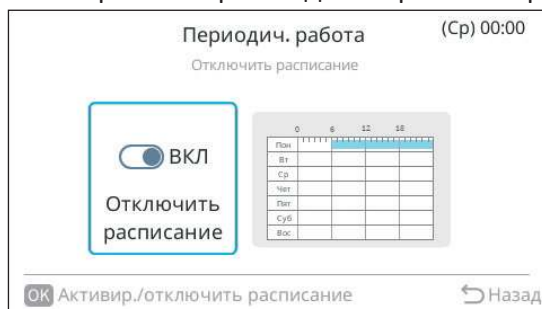 Периодич. работа
(Ср) 00:00
Отключить расписание
ВКЛ
Отключить
расписание
0 6 12 18
Пон
Вт
Ср
Чет
Пят
Суб
Вос
OK Активир./отключить расписание
Назад